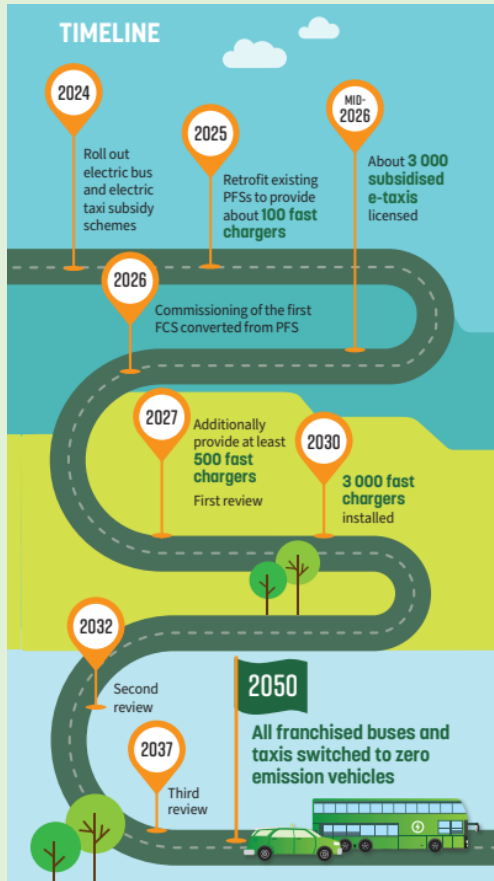 TIMELINE
2024
Roll out
electric bus
and electric
taxi subsidy
schemes
2025
Retrofit existing
PFSs to provide
about 100 fast
chargers
MID-
2026
About 3 000
subsidised
e-taxis
licensed
2026
Commissioning of the first
FCS converted from PFS
2027
Additionally
provide at least
500 fast
chargers
First review
2030
3 000 fast
chargers
installed
2032
Second
review
2037
Third
review
2050
All franchised buses and
taxis switched to zero
emission vehicles